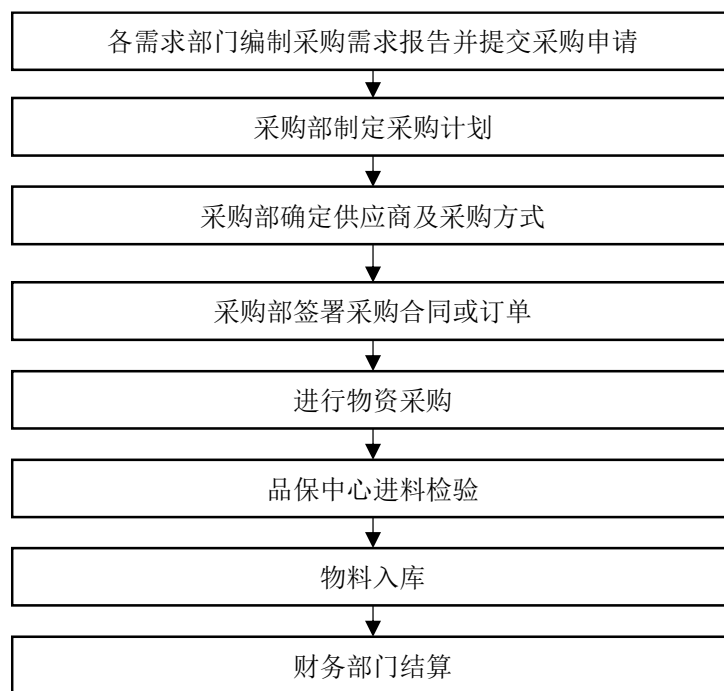 各需求部门编制采购需求报告并提交采购申请
采购部制定采购计划
采购部确定供应商及采购方式
采购部签署采购合同或订单
进行物资采购
品保中心进料检验
物料入库
财务部门结算